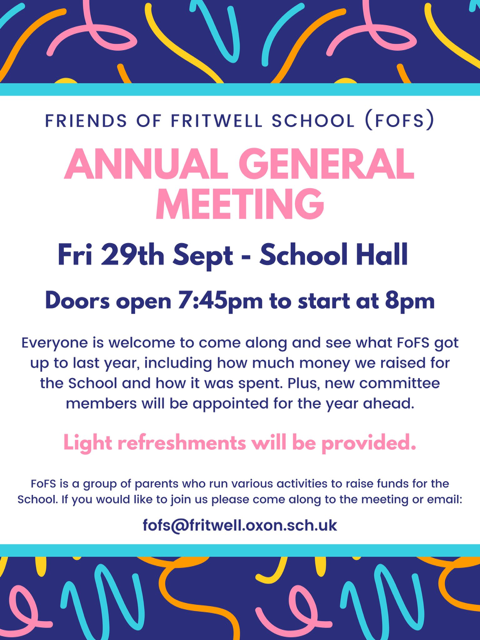 FRIENDS OF FRITWELL SCHOOL (FOFS)
ANNUAL GENERAL
MEETING
Fri 29th Sept - School Hall
Doors open 7:45pm to start at 8pm
Everyone is welcome to come along and see what FoFS got
up to last year, including how much money we raised for
the School and how it was spent. Plus, new committee
members will be appointed for the year ahead.
Light refreshments will be provided.
FoFS is a group of parents who run various activities to raise funds for the
School. If you would like to join us please come along to the meeting or email:
fofs@fritwell.oxon.sch.uk